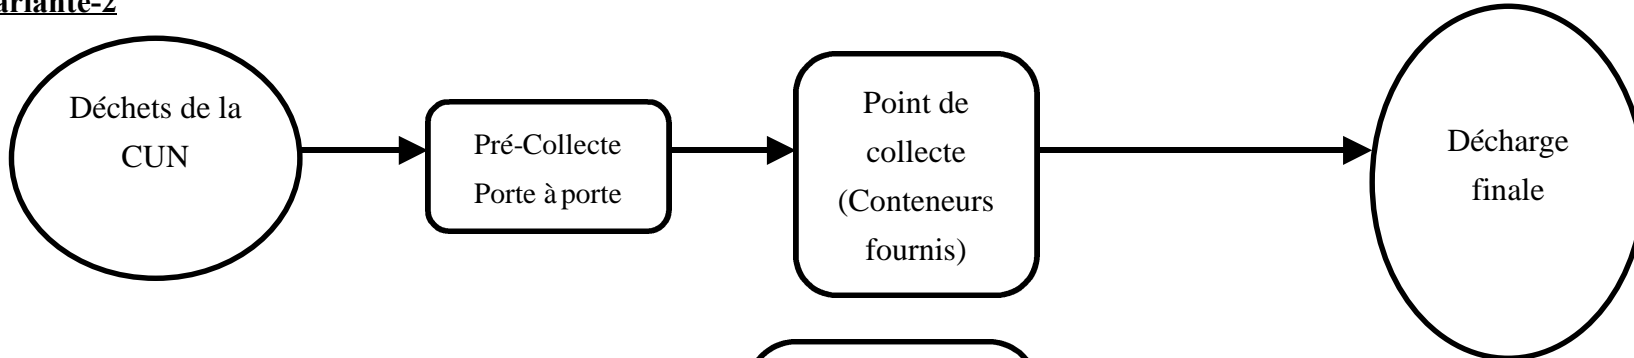 ariante-2
Déchets de la
CUN
Pré-Collecte
Porte à porte
Point de
collecte
(Conteneurs
fournis)
Décharge
finale